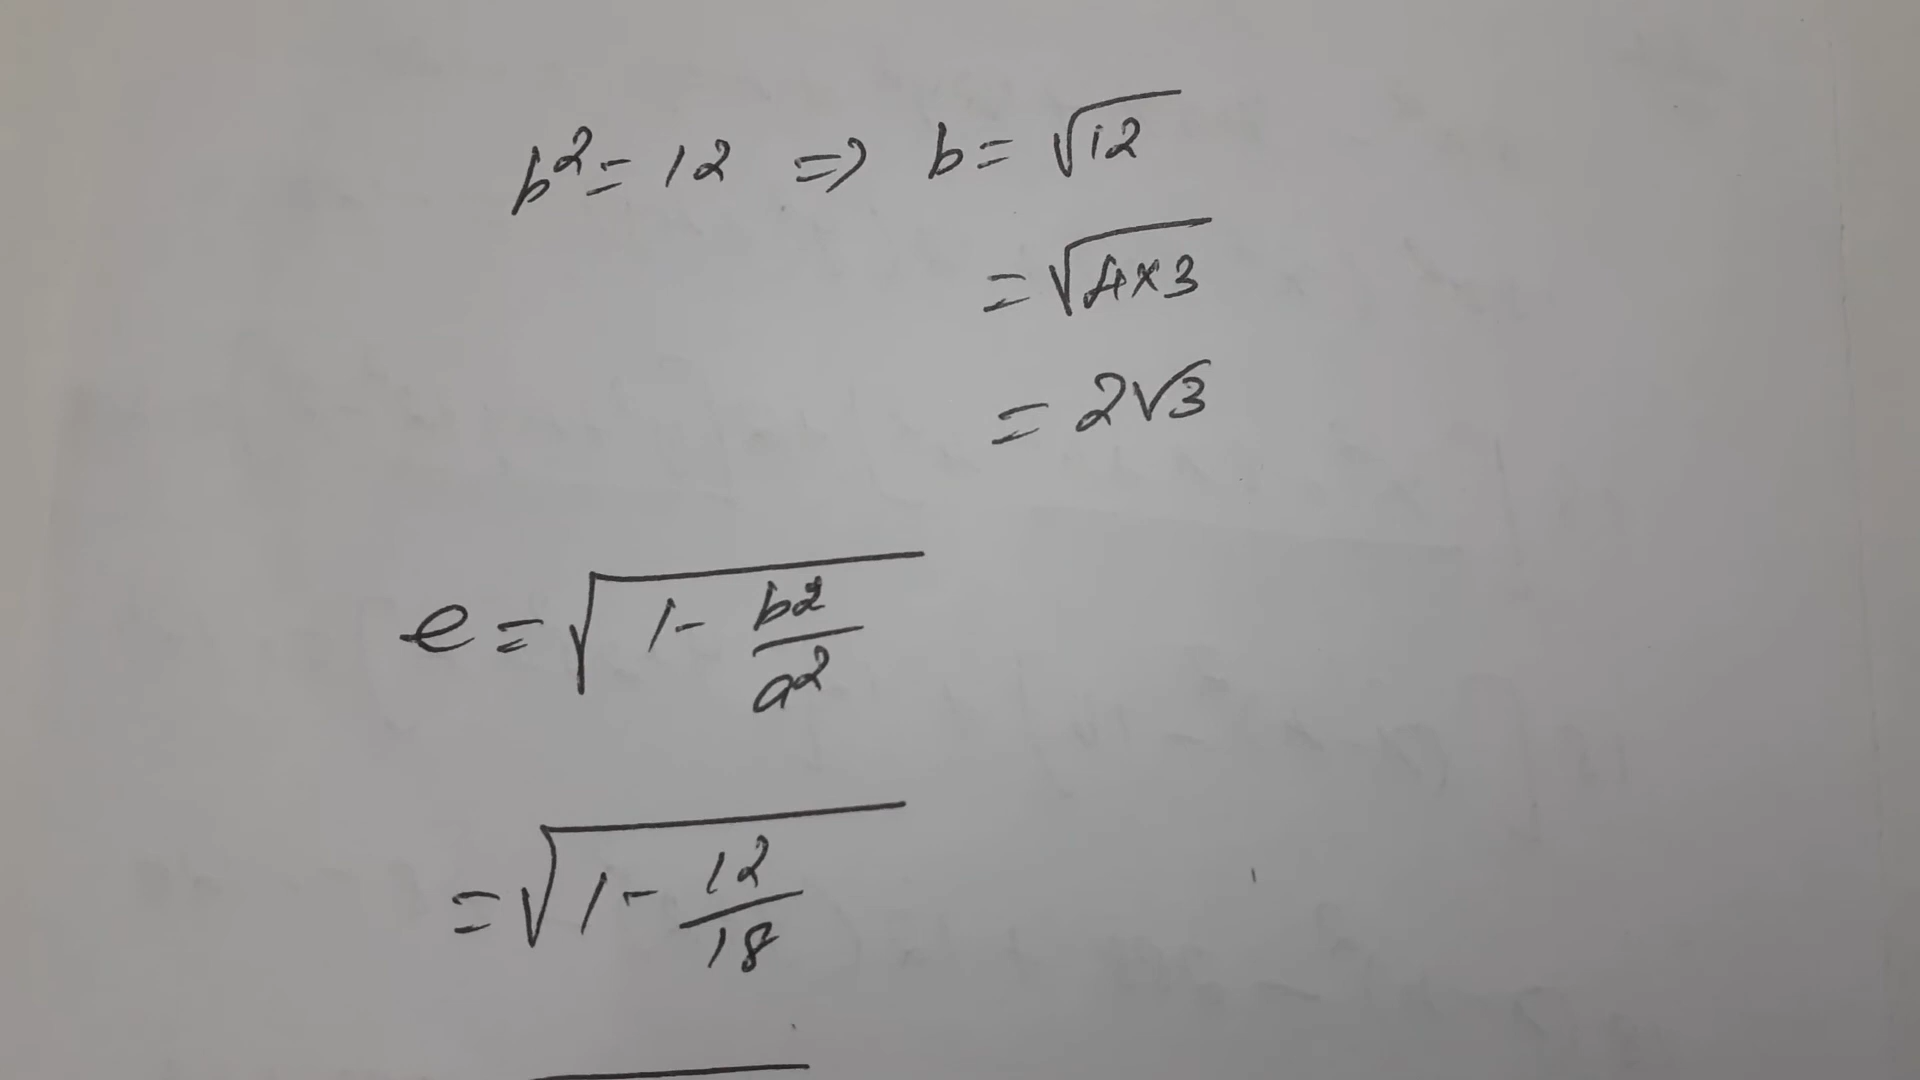 b² = 12 => b = √12
= √4×3
= 2√3
e = √1 - b²/a²
= √1 - 12/18